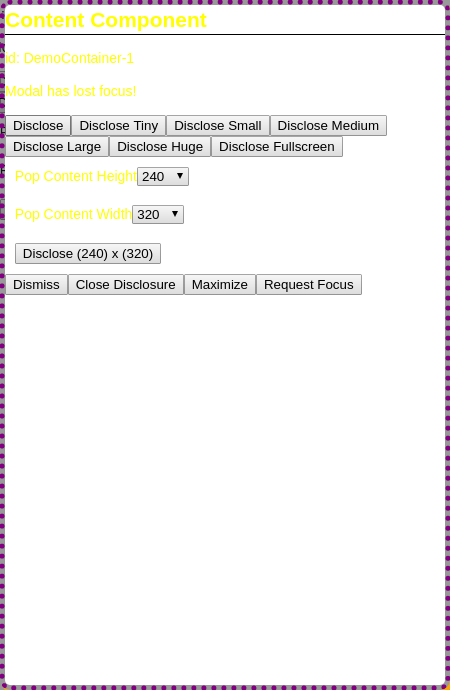 Content Component
id: DemoContainer-1
Modal has lost focus!
Disclose Disclose Tiny Disclose Small Disclose Medium
Disclose Large Disclose Huge Disclose Fullscreen
Pop Content Height 240
Pop Content Width 320
Disclose (240) x (320)
Dismiss Close Disclosure Maximize Request Focus